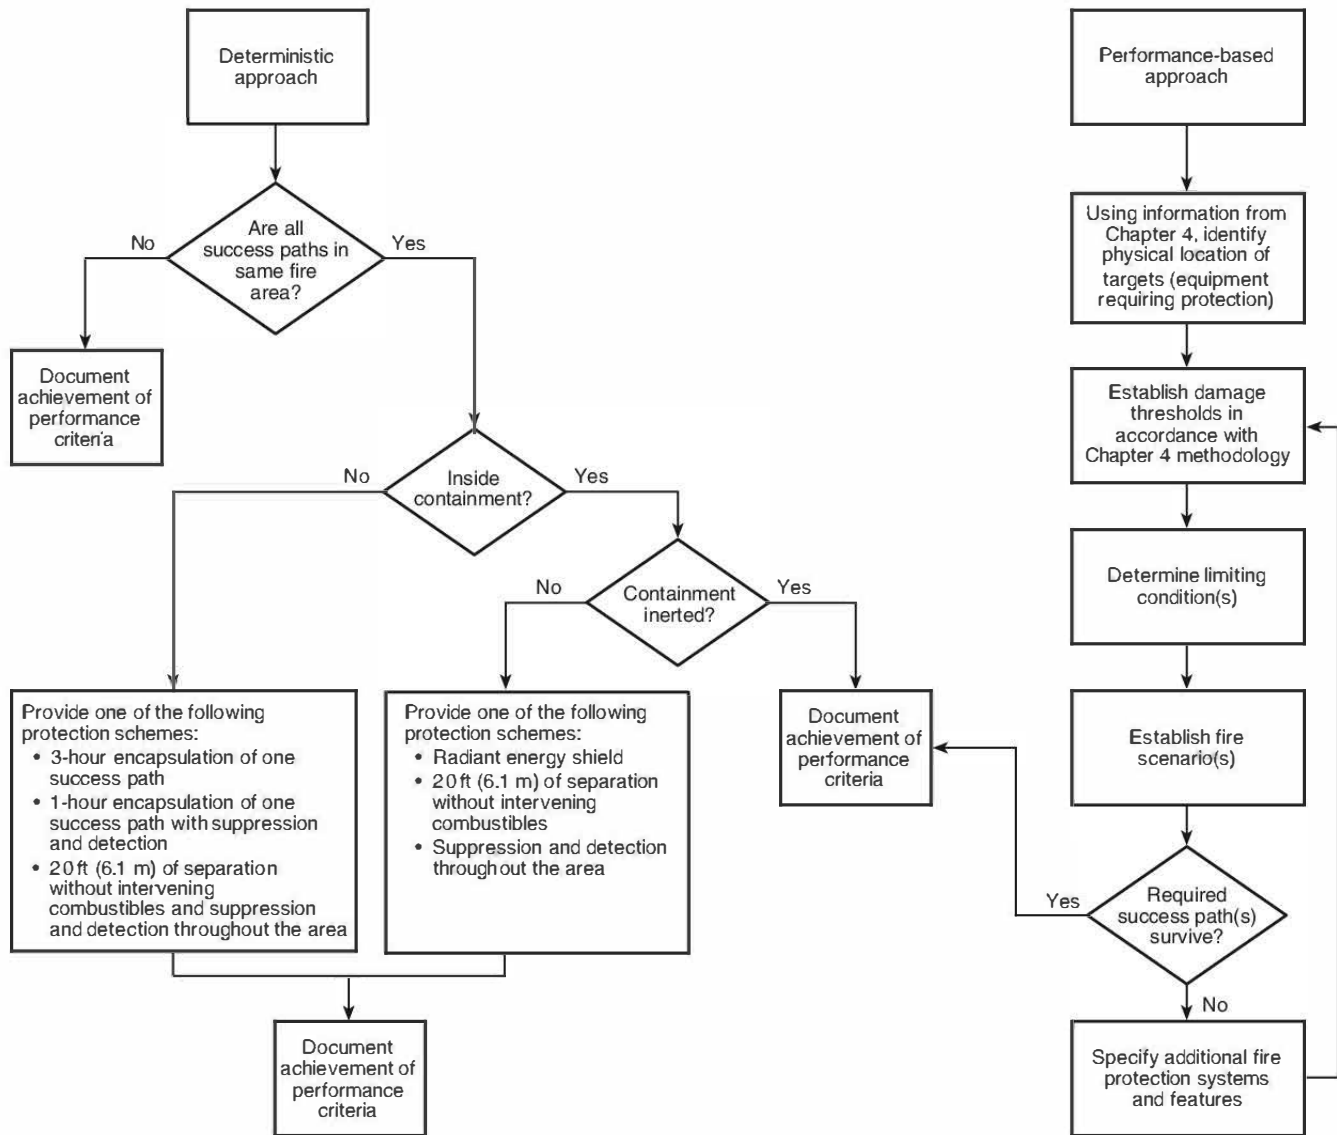 Deterministic
approach
Are all
success paths in
same fire
area?
No
Yes
Document
achievement of
performance
criteria
Inside
containment?
No
Yes
Containment
inerted?
No
Yes
Provide one of the following
protection schemes:
• 3-hour encapsulation of one
success path
• 1-hour encapsulation of one
success path with suppression
and detection
• 20 ft (6.1 m) of separation
without intervening
combustibles and suppression
and detection throughout the area
Provide one of the following
protection schemes:
• Radiant energy shield
• 20 ft (6.1 m) of separation
without intervening
combustibles
• Suppression and detection
throughout the area
Document
achievement of
performance
criteria
Document
achievement of
performance
criteria
Performance-based
approach
Using information from
Chapter 4, identify
physical location of
targets (equipment
requiring protection)
Establish damage
thresholds in
accordance with
Chapter 4 methodology
Determine limiting
condition(s)
Establish fire
scenario(s)
Required
success path(s)
survive?
Yes
No
Specify additional fire
protection systems
and features